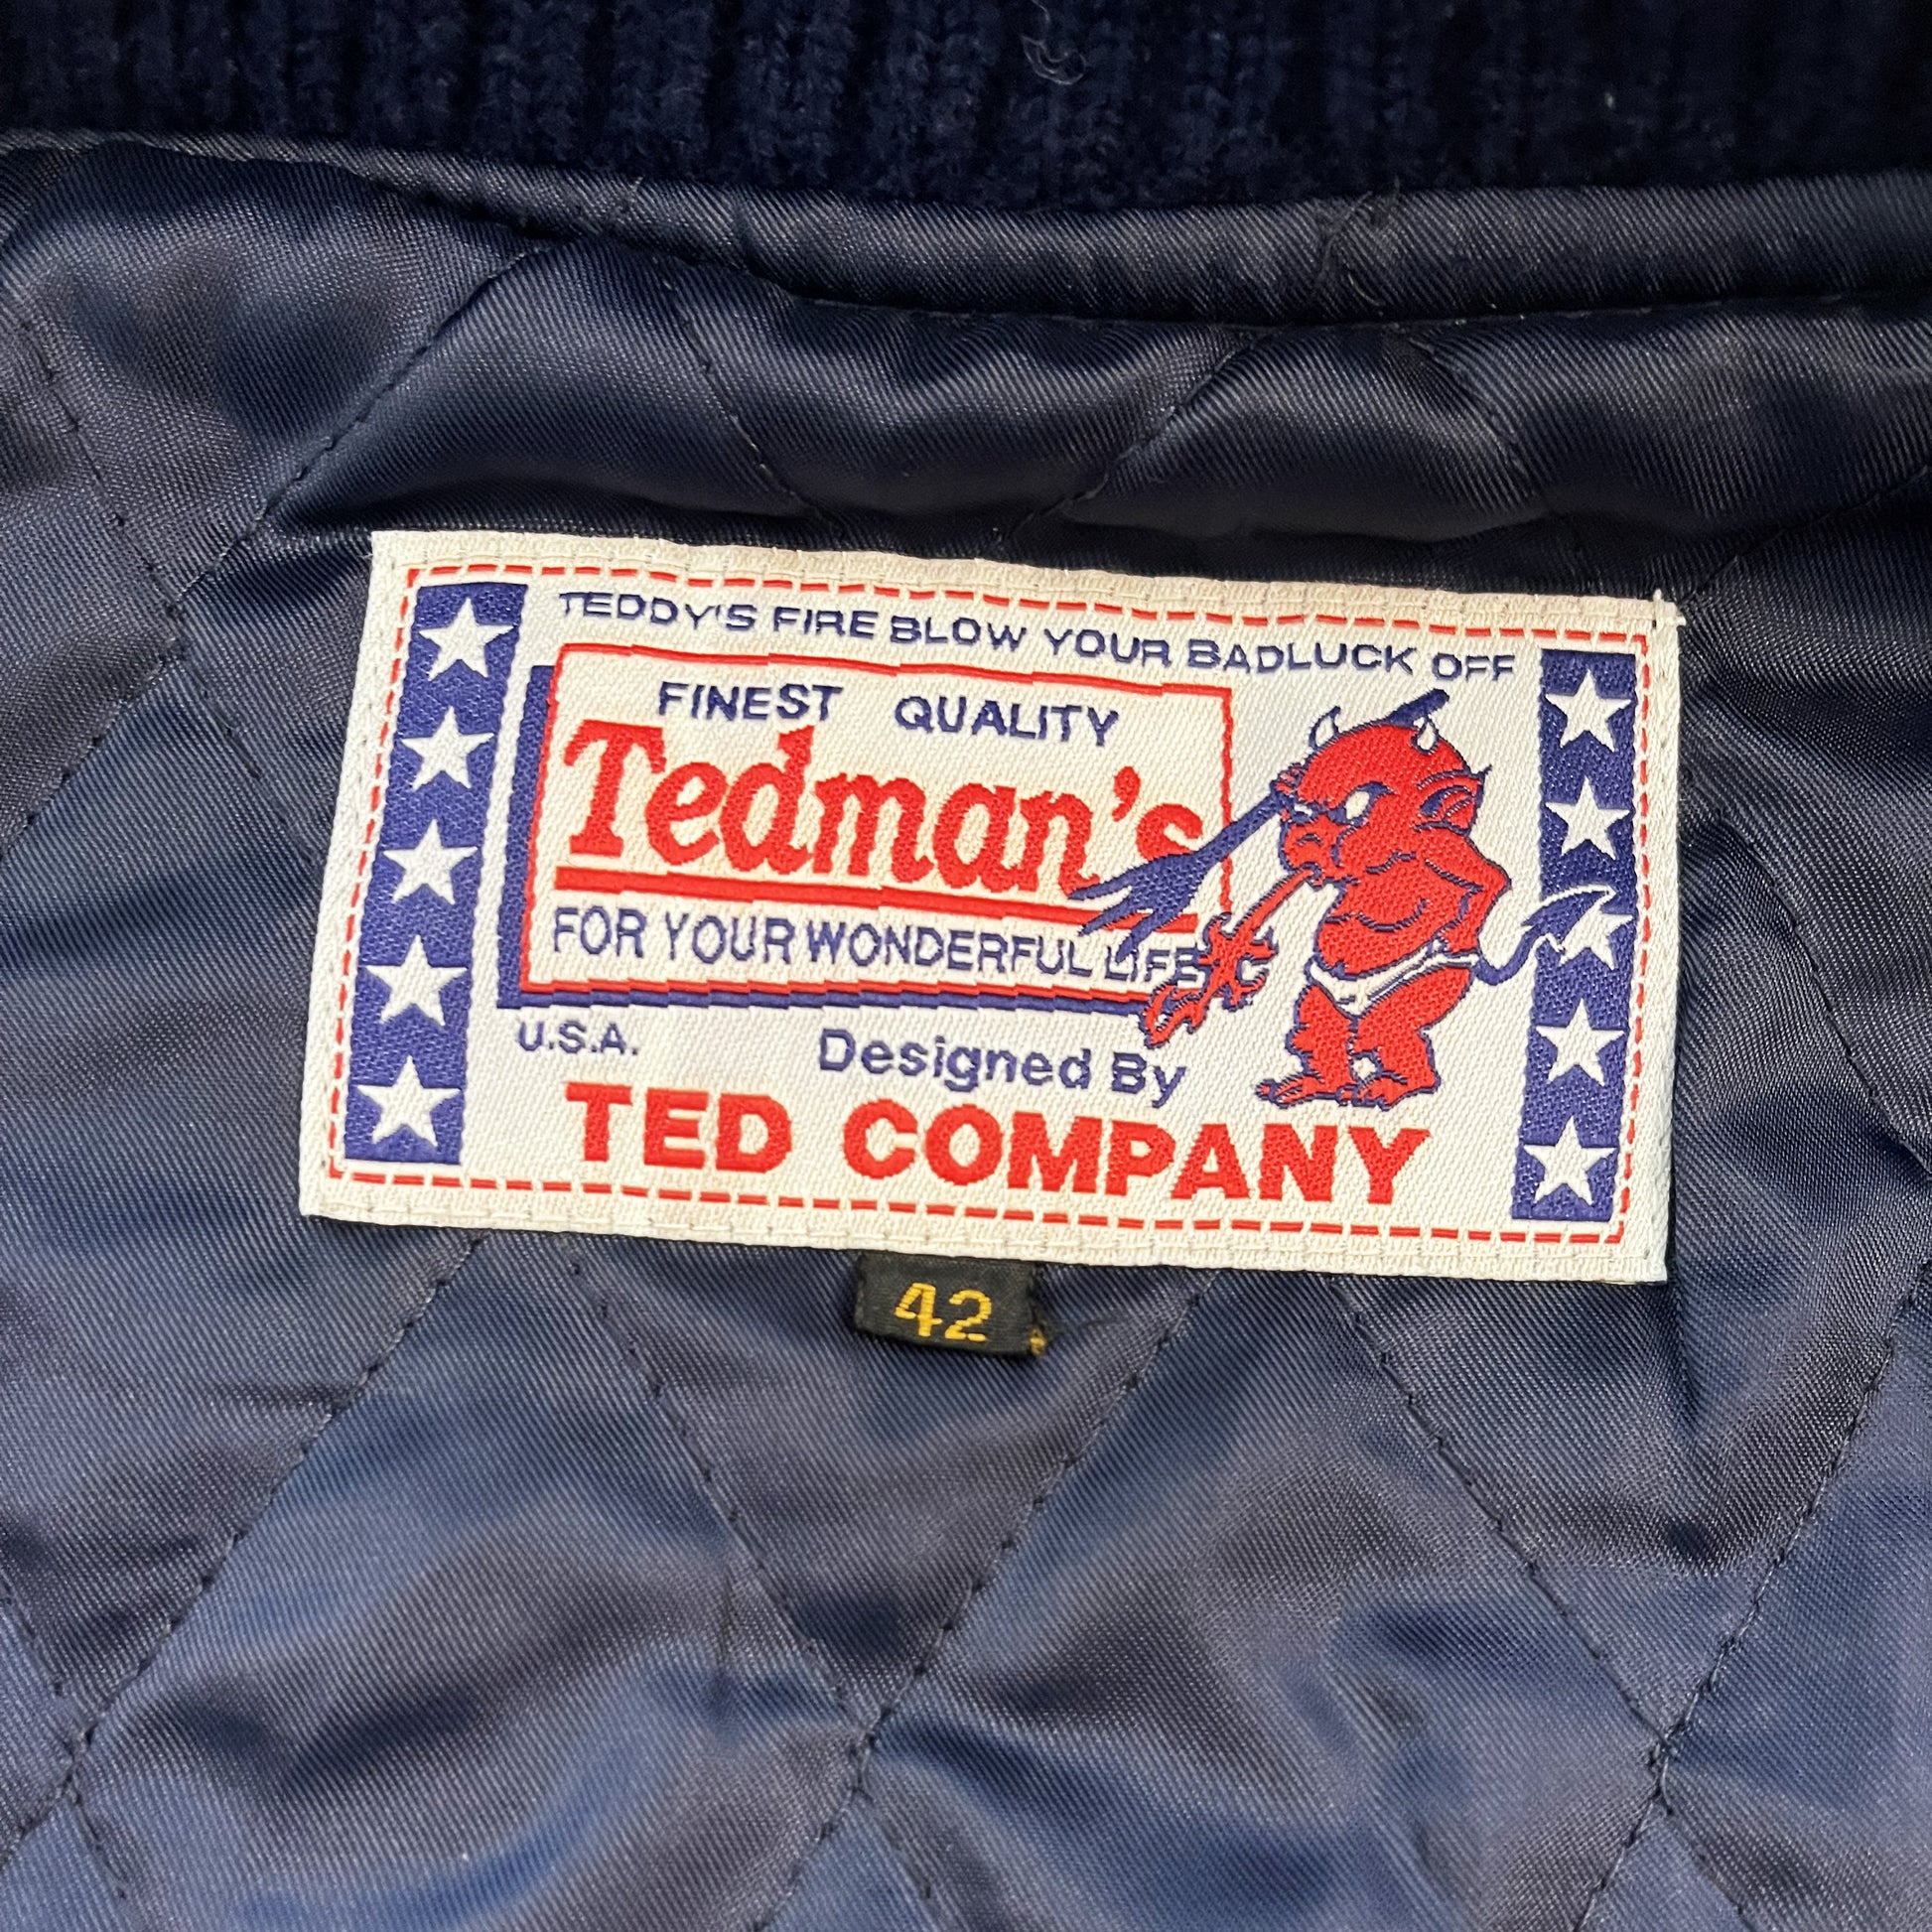 TEDDY'S FIRE BLOW YOUR BADLUCK OFF
FINEST QUALITY
Tedman's
FOR YOUR WONDERFUL LIFE
U.S.A. Designed By
TED COMPANY
42